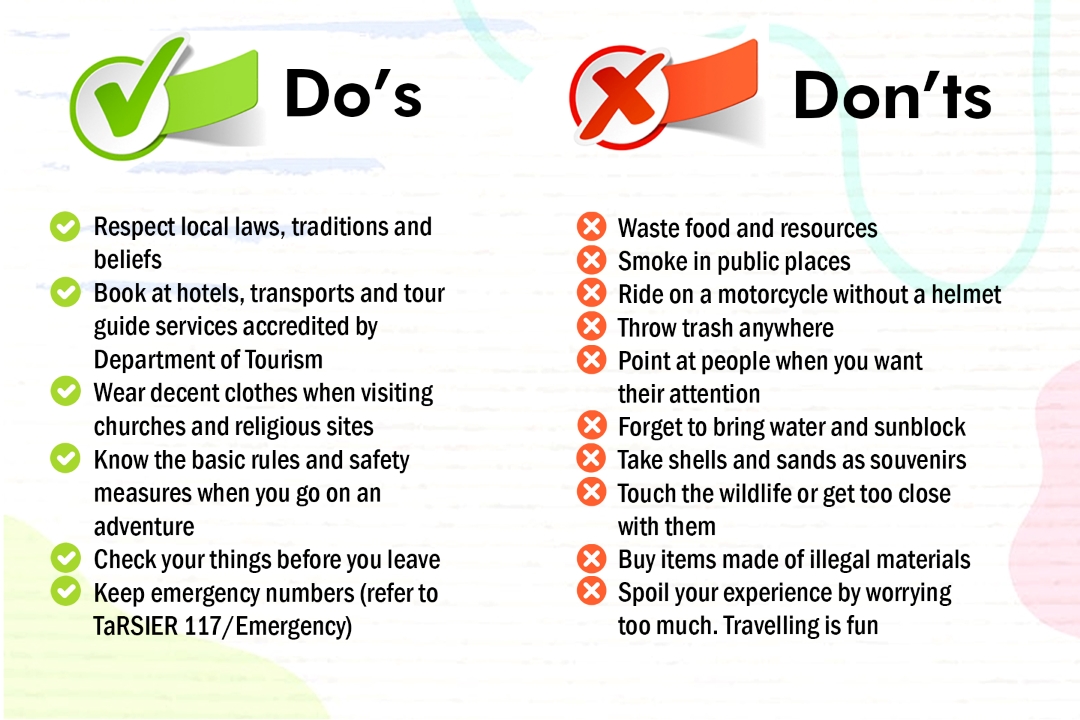 Do's
Respect local laws, traditions and
beliefs
Book at hotels, transports and tour
guide services accredited by
Department of Tourism
Wear decent clothes when visiting
churches and religious sites
Know the basic rules and safety
measures when you go on an
adventure
Check your things before you leave
Keep emergency numbers (refer to
TaRSIER 117/Emergency)
Don'ts
Waste food and resources
Smoke in public places
Ride on a motorcycle without a helmet
Throw trash anywhere
Point at people when you want
their attention
Forget to bring water and sunblock
Take shells and sands as souvenirs
Touch the wildlife or get too close
with them
Buy items made of illegal materials
Spoil your experience by worrying
too much. Travelling is fun